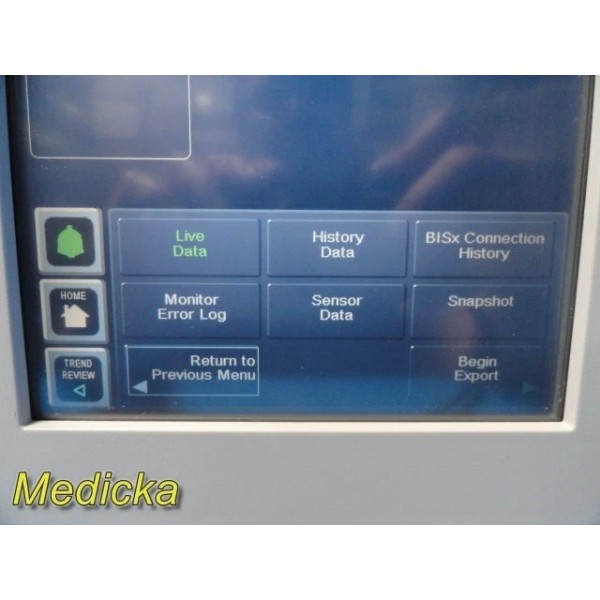 Live
Data
History
Data
BISx Connection
History
HOME
Monitor
Error Log
Sensor
Data
Snapshot
TREND
REVIEW
Return to
Previous Menu
Begin
Export
Medicka